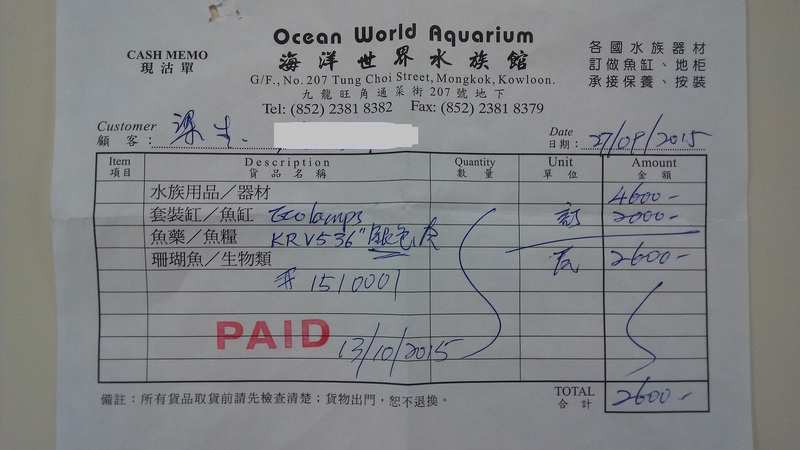 Ocean World Aquarium
CASH MEMO
現沽單
海洋世界水族館
各國水族器材
訂做魚缸、地柜
承接保養、按裝
G/F., No. 207 Tung Choi Street, Mongkok, Kowloon.
九龍旺角通菜街207號地下
Tel: (852) 2381 8382 Fax: (852) 2381 8379
Customer
顧客: 梁生.
Date
日期: 27/09/2015
Item Description Quantity Unit Amount
項目 貨品名稱 數量 單位 金額
水族用品/器材 4600-
套裝缸/魚缸 Ecolamps 2000-
魚藥/魚糧 KRV5 36" 銀色
珊瑚魚/生物類 2600-
1510001
PAID
13/10/2015
備註:所有貨品取貨前請先檢查清楚;貨物出門,恕不退換。
TOTAL
合計 2600-